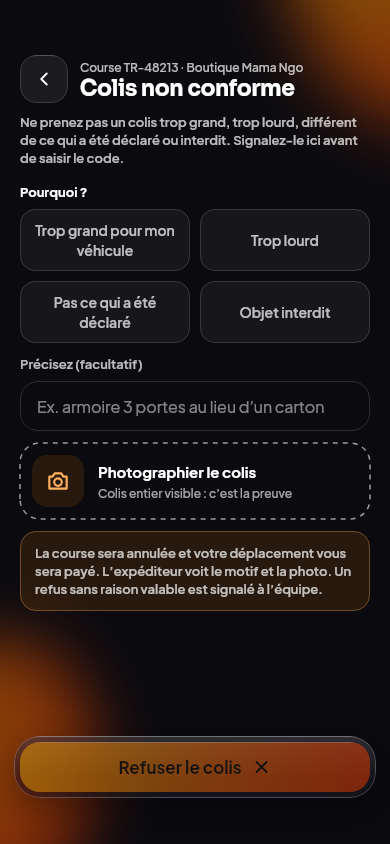 Course TR-48213 · Boutique Mama Ngo
Colis non conforme
Ne prenez pas un colis trop grand, trop lourd, différent
de ce qui a été déclaré ou interdit. Signalez-le ici avant
de saisir le code.
Pourquoi ?
Trop grand pour mon
véhicule
Trop lourd
Pas ce qui a été
déclaré
Objet interdit
Précisez (facultatif)
Ex. armoire 3 portes au lieu d’un carton
Photographier le colis
Colis entier visible : c’est la preuve
La course sera annulée et votre déplacement vous
sera payé. L’expéditeur voit le motif et la photo. Un
refus sans raison valable est signalé à l’équipe.
Refuser le colis